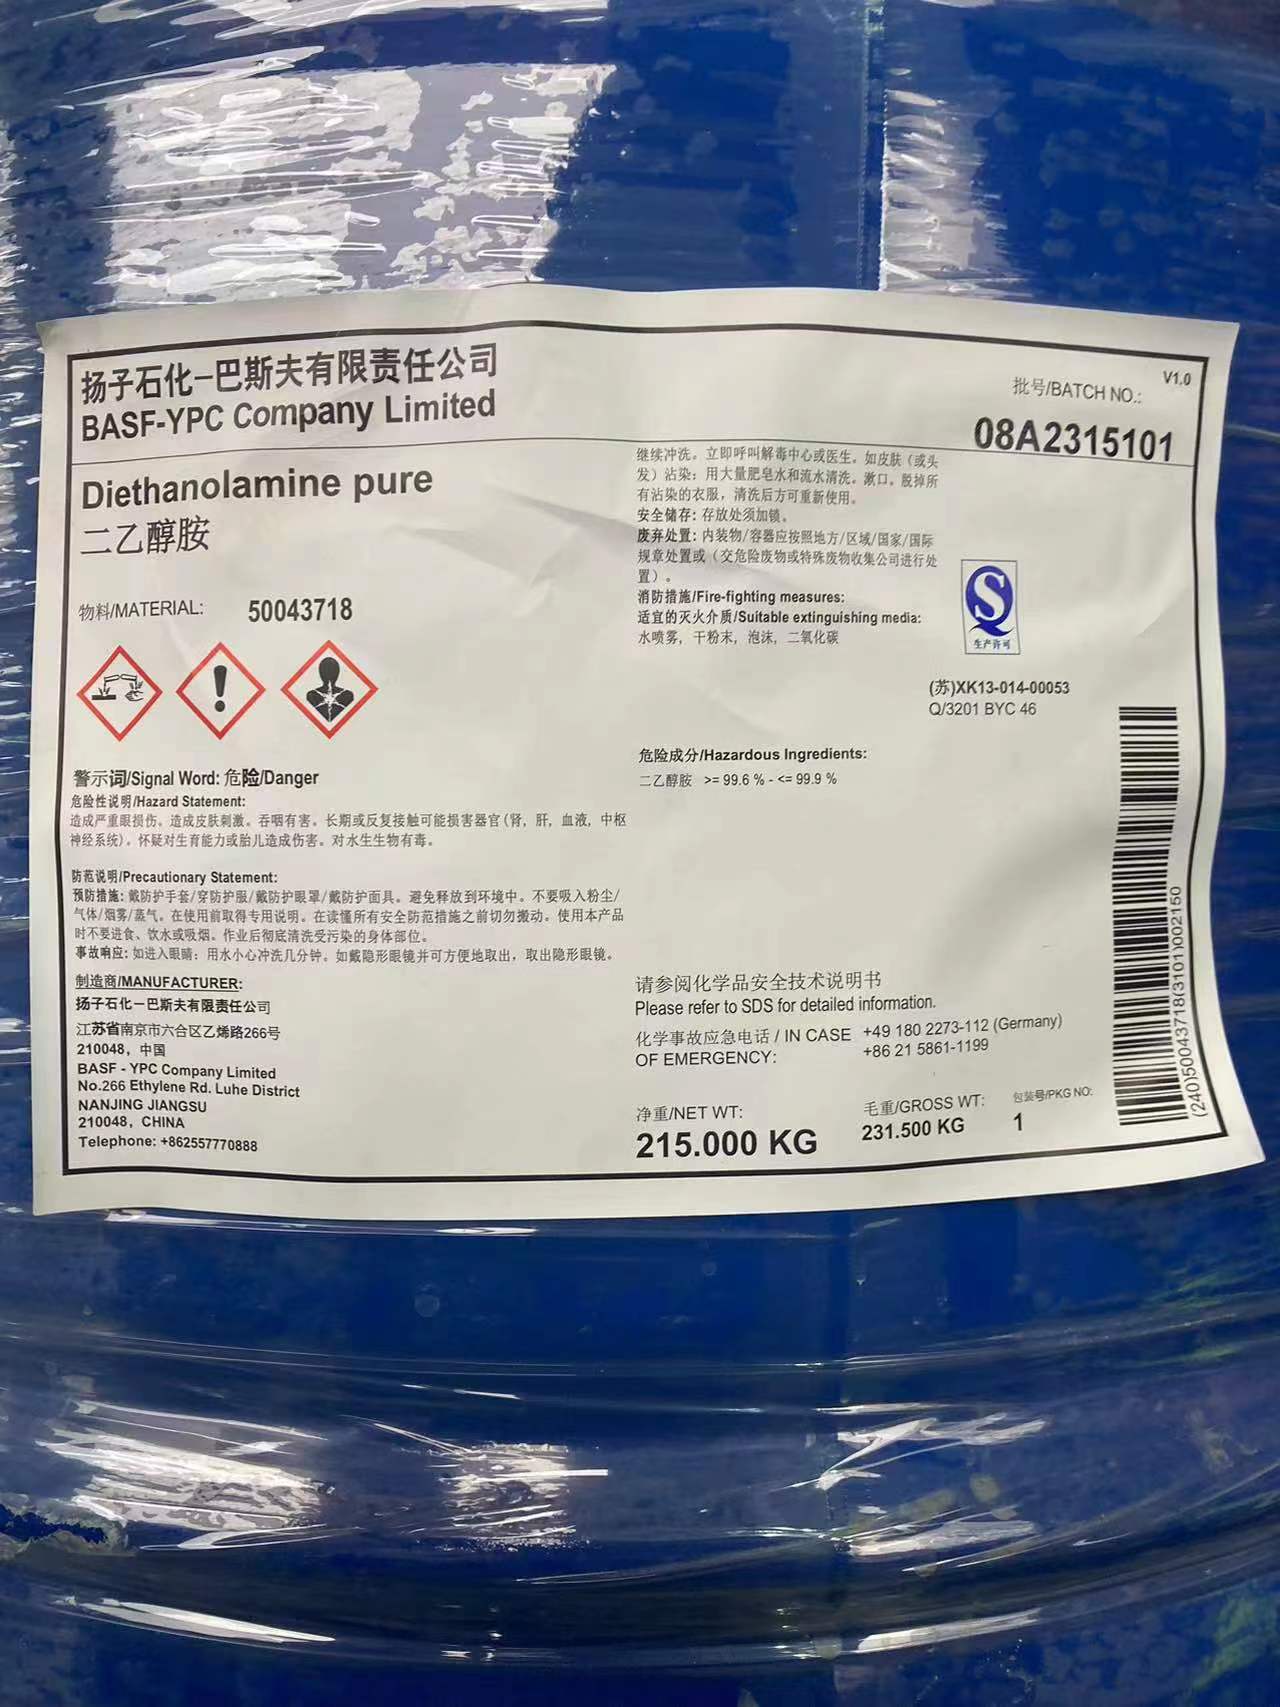 扬子石化-巴斯夫有限责任公司
BASF-YPC Company Limited
V1.0
批号/BATCH NO.:
08A2315101
Diethanolamine pure
二乙醇胺
物料/MATERIAL: 50043718
警示词/Signal Word: 危险/Danger
危险性说明/Hazard Statement:
造成严重眼损伤。造成皮肤刺激。吞咽有害。长期或反复接触可能损害器官(肾, 肝, 血液, 中枢
神经系统)。怀疑对生育能力或胎儿造成伤害。对水生生物有毒。
防范说明/Precautionary Statement:
预防措施: 戴防护手套/穿防护服/戴防护眼罩/戴防护面具。避免释放到环境中。不要吸入粉尘/
气体/烟雾/蒸气。在使用前取得专用说明。在读懂所有安全防范措施之前切勿搬动。使用本产品
时不要进食、饮水或吸烟。作业后彻底清洗受污染的身体部位。
事故响应: 如进入眼睛: 用水小心冲洗几分钟。如戴隐形眼镜并可方便地取出, 取出隐形眼镜。
继续冲洗。立即呼叫解毒中心或医生。如皮肤（或头
发）沾染: 用大量肥皂水和流水清洗。漱口。脱掉所
有沾染的衣服, 清洗后方可重新使用。
安全储存: 存放处须加锁。
废弃处置: 内装物/容器应按照地方/区域/国家/国际
规章处置或（交危险废物或特殊废物收集公司进行处
置）。
消防措施/Fire-fighting measures:
适宜的灭火介质/Suitable extinguishing media:
水喷雾, 干粉末, 泡沫, 二氧化碳
生产许可
(苏)XK13-014-00053
Q/3201 BYC 46
危险成分/Hazardous Ingredients:
二乙醇胺 >= 99.6 % - <= 99.9 %
制造商/MANUFACTURER:
扬子石化-巴斯夫有限责任公司
江苏省南京市六合区乙烯路266号
210048, 中国
BASF - YPC Company Limited
No.266 Ethylene Rd. Luhe District
NANJING JIANGSU
210048, CHINA
Telephone: +862557770888
请参阅化学品安全技术说明书
Please refer to SDS for detailed information.
化学事故应急电话 / IN CASE
OF EMERGENCY:
+49 180 2273-112 (Germany)
+86 21 5861-1199
净重/NET WT:
215.000 KG
毛重/GROSS WT:
231.500 KG
包装号/PKG NO:
1
(240)50043718(3101)002150